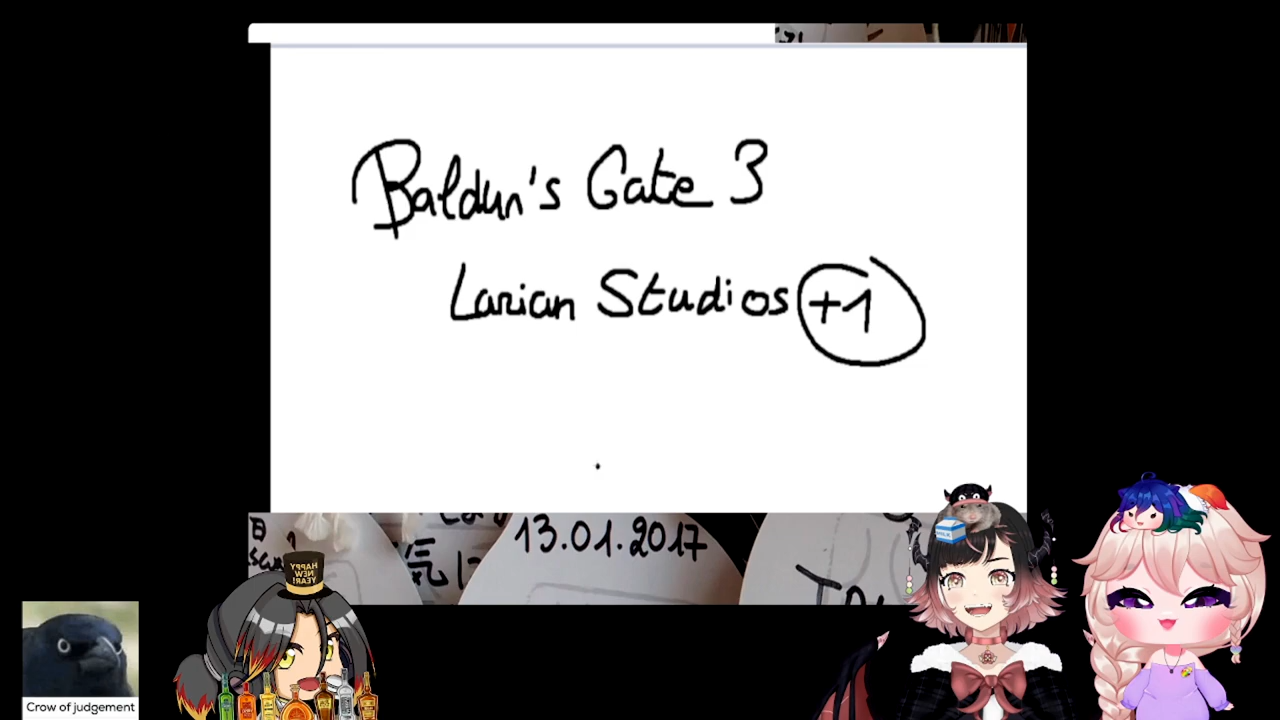 Baldur's Gate 3
Larian Studios +1
13.01.2017
HAPPY
NEW
YEAR!
Crow of judgement